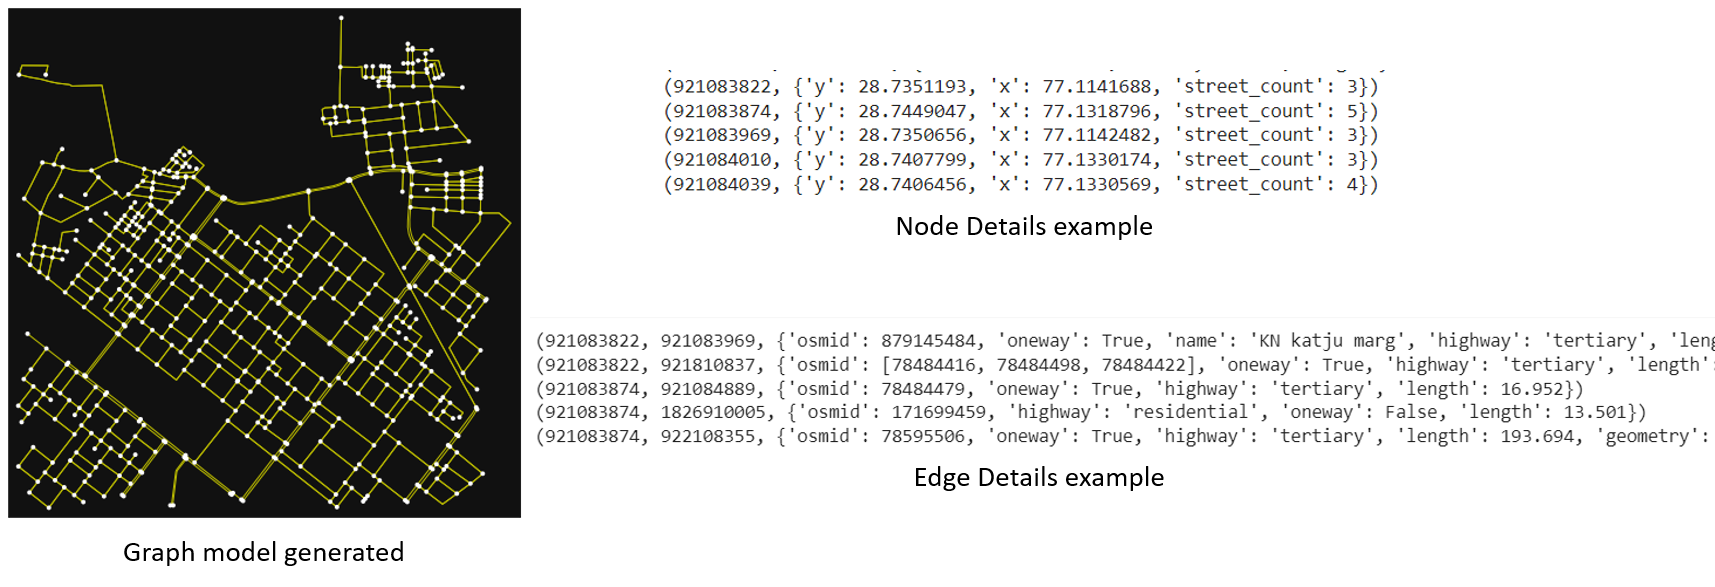 (921083822, {'y': 28.7351193, 'x': 77.1141688, 'street_count': 3})
(921083874, {'y': 28.7449047, 'x': 77.1318796, 'street_count': 5})
(921083969, {'y': 28.7350656, 'x': 77.1142482, 'street_count': 3})
(921084010, {'y': 28.7407799, 'x': 77.1330174, 'street_count': 3})
(921084039, {'y': 28.7406456, 'x': 77.1330569, 'street_count': 4})
Node Details example
(921083822, 921083969, {'osmid': 879145484, 'oneway': True, 'name': 'KN katju marg', 'highway': 'tertiary', 'leng
(921083822, 921810837, {'osmid': [78484416, 78484498, 78484422], 'oneway': True, 'highway': 'tertiary', 'length':
(921083874, 921084889, {'osmid': 78484479, 'oneway': True, 'highway': 'tertiary', 'length': 16.952})
(921083874, 1826910005, {'osmid': 171699459, 'highway': 'residential', 'oneway': False, 'length': 13.501})
(921083874, 922108355, {'osmid': 78595506, 'oneway': True, 'highway': 'tertiary', 'length': 193.694, 'geometry':
Edge Details example
Graph model generated